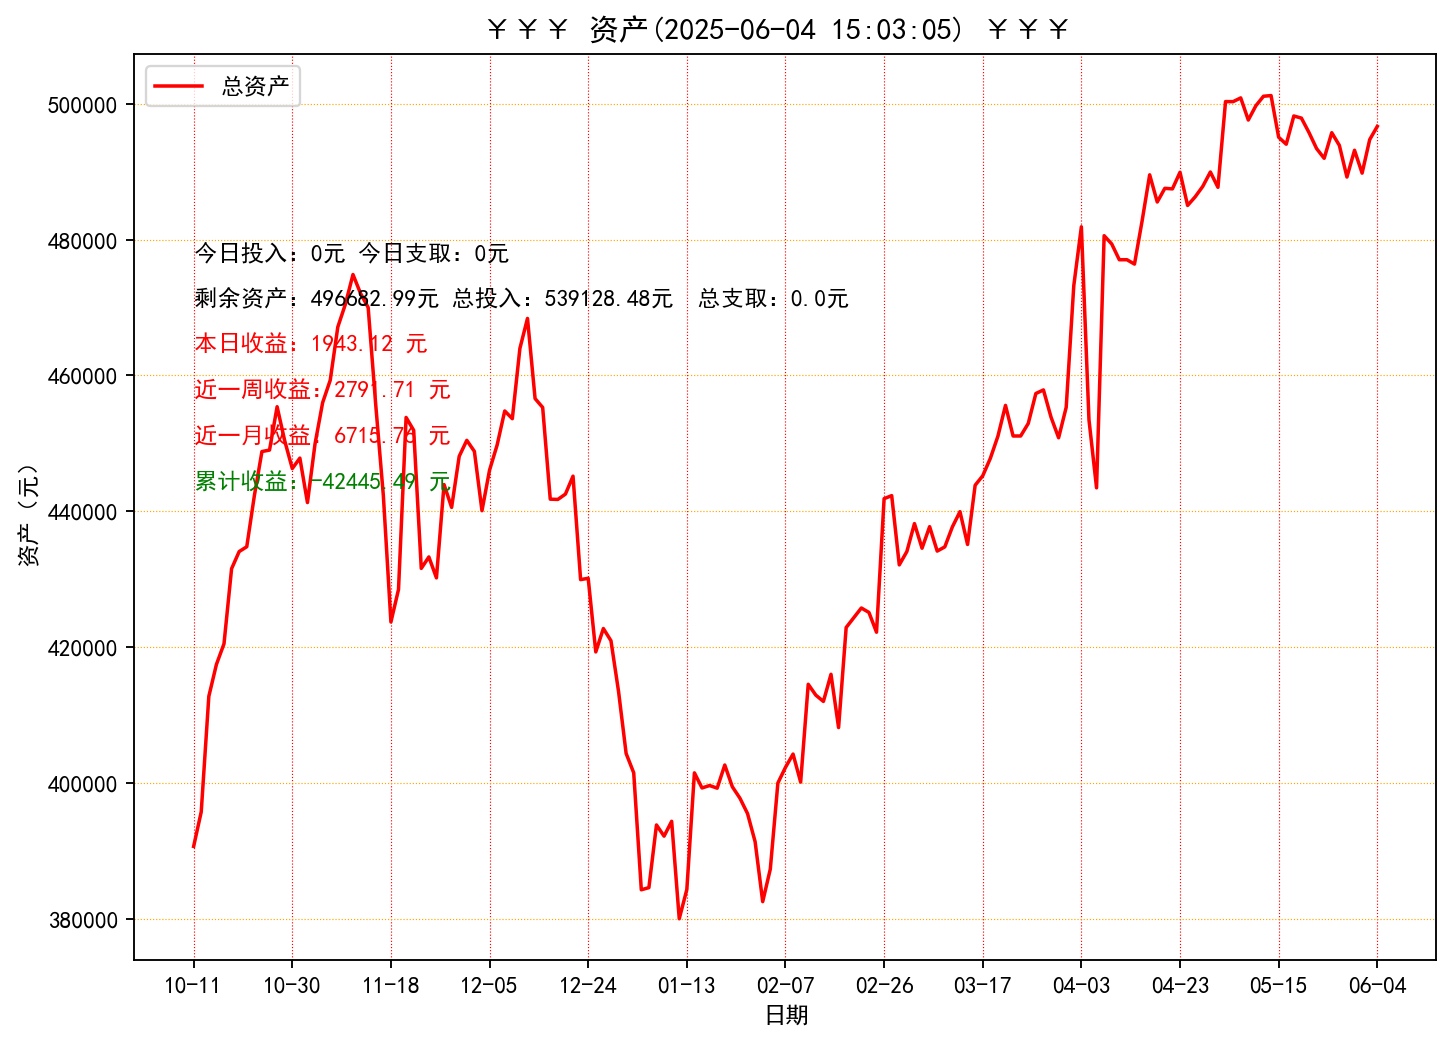 ￥￥￥ 资产(2025-06-04 15:03:05) ￥￥￥
总资产
500000
480000
460000
440000
420000
400000
380000
资产（元）
今日投入：0元 今日支取：0元
剩余资产：496682.99元 总投入：539128.48元  总支取：0.0元
本日收益：1943.12 元
近一周收益：2791.71 元
近一月收益：6715.76 元
累计收益：-42445.49 元
10-11 10-30 11-18 12-05 12-24 01-13 02-07 02-26 03-17 04-03 04-23 05-15 06-04
日期